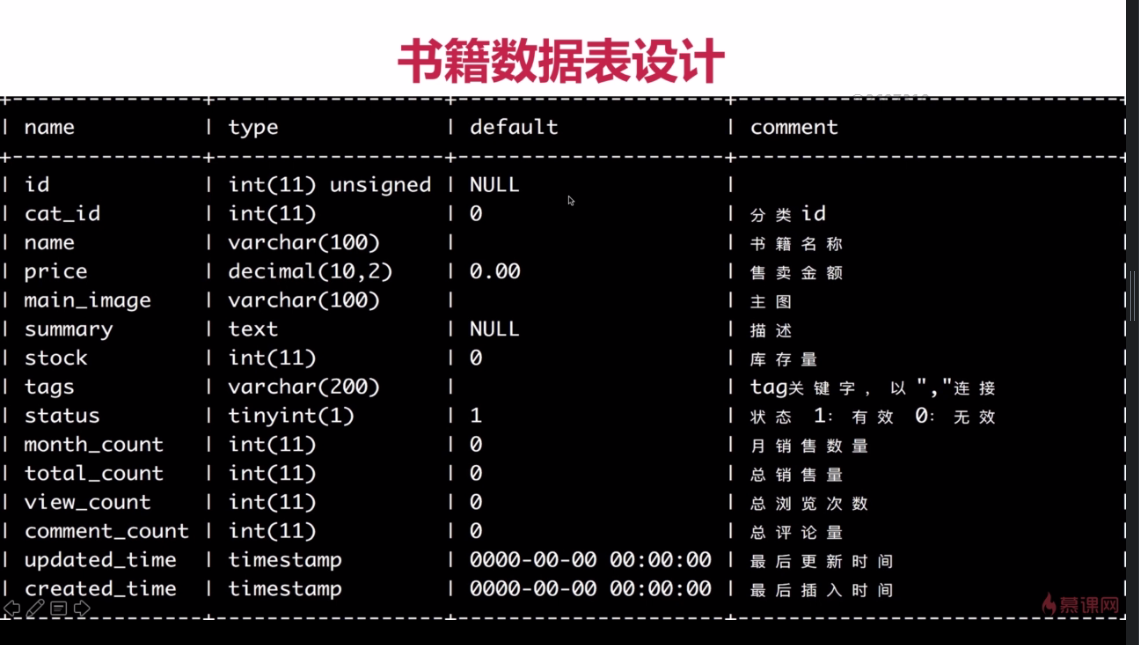 书籍数据表设计
name | type | default | comment
id | int(11) unsigned | NULL |
cat_id | int(11) | 0 | 分类id
name | varchar(100) | | 书籍名称
price | decimal(10,2) | 0.00 | 售卖金额
main_image | varchar(100) | | 主图
summary | text | NULL | 描述
stock | int(11) | 0 | 库存量
tags | varchar(200) | | tag关键字,以","连接
status | tinyint(1) | 1 | 状态 1: 有效 0: 无效
month_count | int(11) | 0 | 月销售数量
total_count | int(11) | 0 | 总销售量
view_count | int(11) | 0 | 总浏览次数
comment_count | int(11) | 0 | 总评论量
updated_time | timestamp | 0000-00-00 00:00:00 | 最后更新时间
created_time | timestamp | 0000-00-00 00:00:00 | 最后插入时间
慕课网